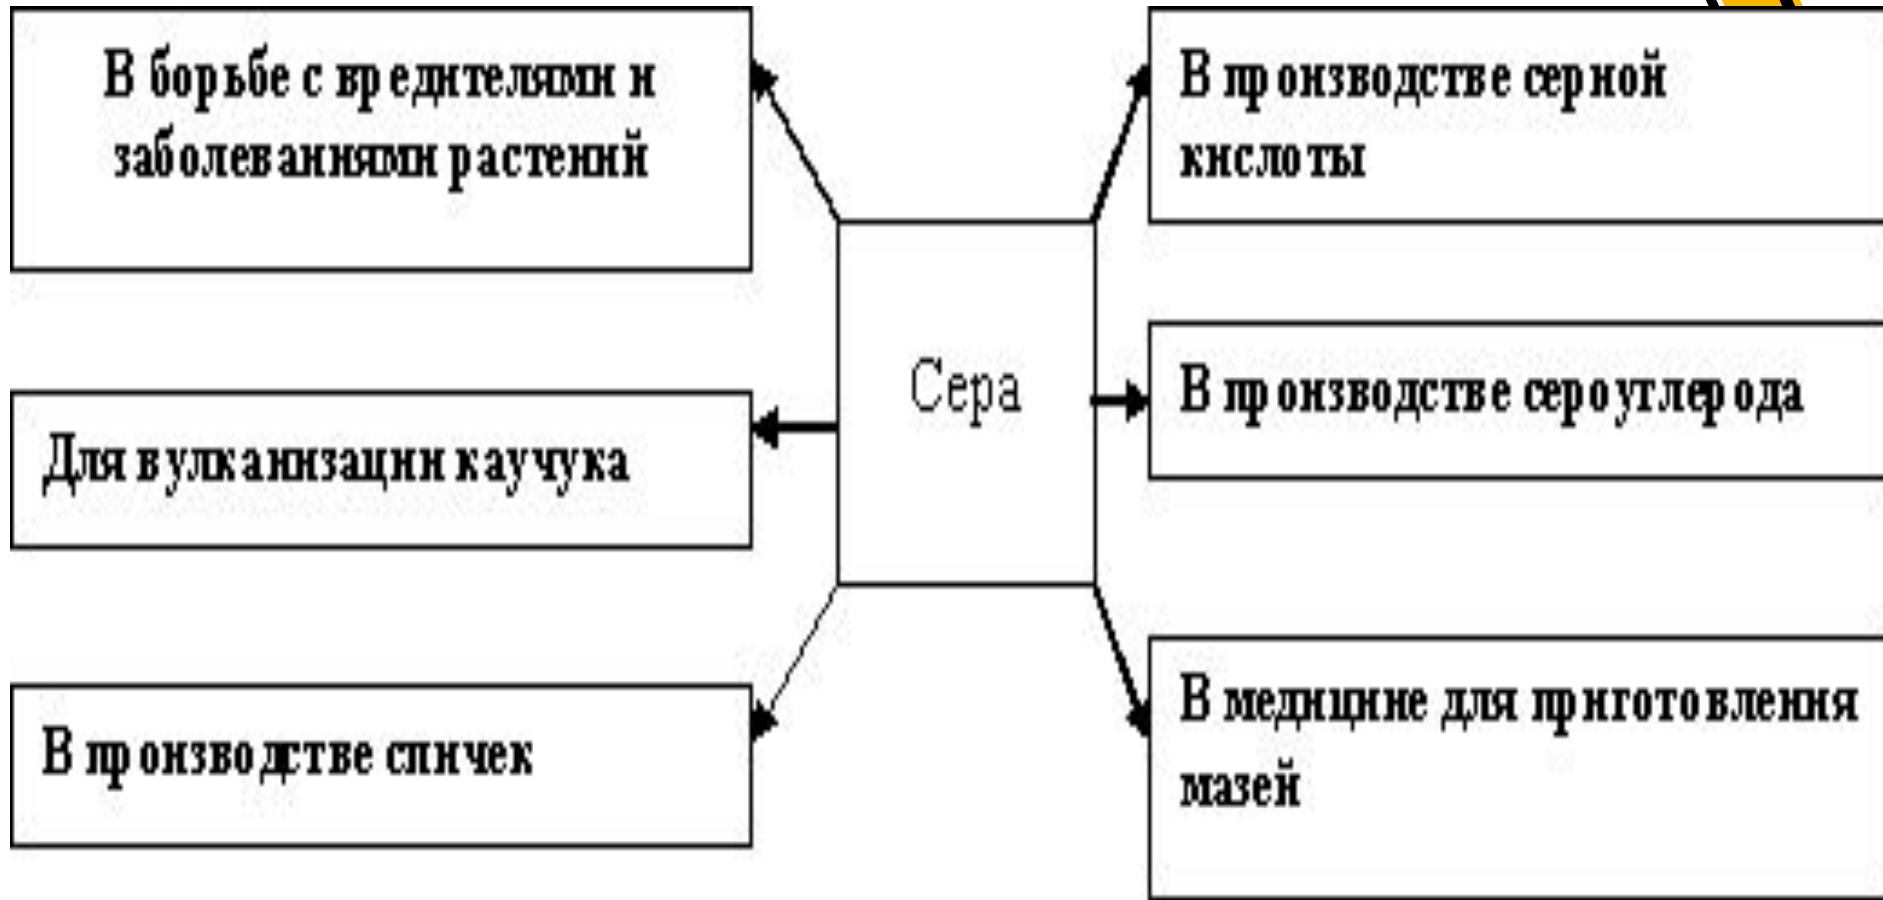 В борьбе с вредителями и
заболеваниями растений
Для вулканизации каучука
В производстве спичек
Сера
В производстве серной
кислоты
В производстве сероуглерода
В медицине для приготовления
мазей